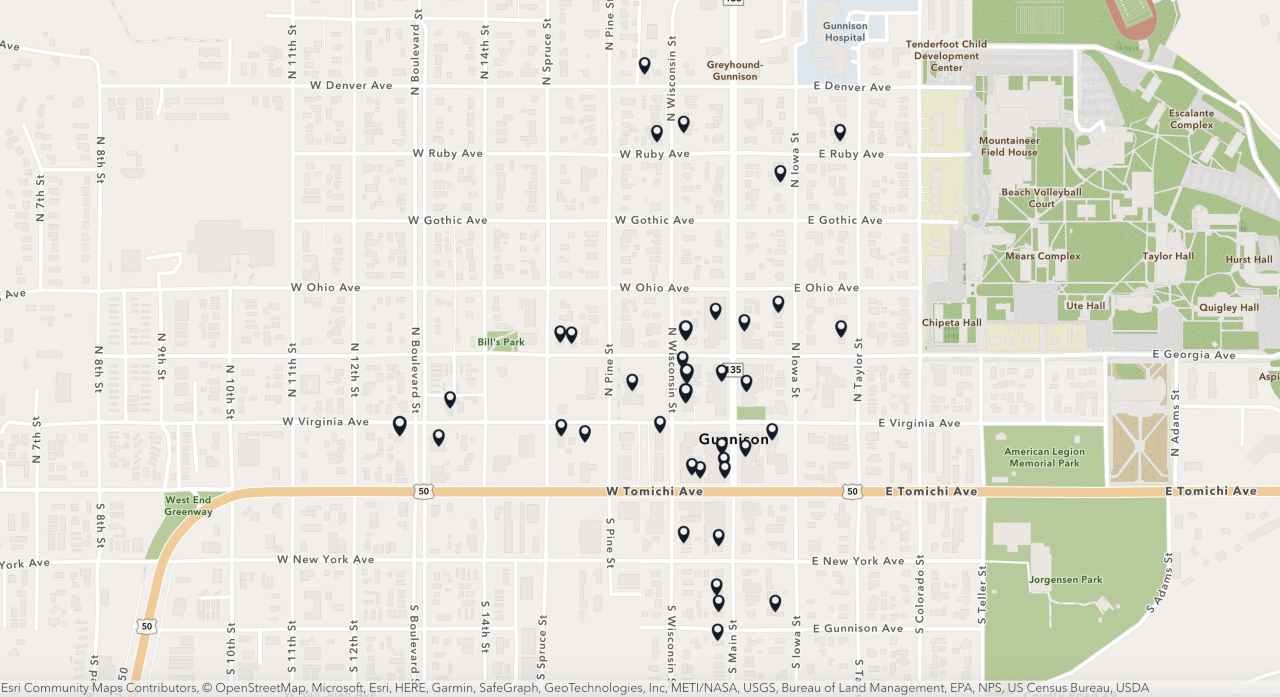 135
N Pine St
N Boulevard St
N 11th St
N 14th St
N Spruce St
Gunnison
Hospital
Ave
Tenderfoot Child
Development
Center
Greyhound-
Gunnison
N Wisconsin St
W Denver Ave
E Denver Ave
Escalante
Complex
N 8th St
Mountaineer
Field House
W Ruby Ave
W Ruby Ave
E Ruby Ave
N Iowa St
N 7th St
Beach Volleyball
Court
W Gothic Ave
W Gothic Ave
E Gothic Ave
Mears Complex
Taylor Hall
Hurst Hall
W Ohio Ave
W Ohio Ave
E Ohio Ave
Ave
Ute Hall
Quigley Hall
Chipeta Hall
Bill's Park
E Georgia Ave
N 8th St
N 9th St
N 10th St
N 11th St
N 12th St
N Boulevard St
N Pine St
N Wisconsin St
135
N Iowa St
N Taylor St
Aspi
N 7th St
W Virginia Ave
E Virginia Ave
N Adams St
Gunnison
American Legion
Memorial Park
50
W Tomichi Ave
50
E Tomichi Ave
E Tomichi Ave
West End
Greenway
S 8th St
S Pine St
York Ave
W New York Ave
E New York Ave
Jorgensen Park
S Colorado St
S Teller St
S Adams St
50
E Gunnison Ave
S 10th St
S 11th St
S 12th St
S Boulevard
S 14th St
S Spruce St
S Wisconsin S
S Main St
S Iowa St
S Ta
rd St
50
Esri Community Maps Contributors, © OpenStreetMap, Microsoft, Esri, HERE, Garmin, SafeGraph, GeoTechnologies, Inc, METI/NASA, USGS, Bureau of Land Management, EPA, NPS, US Census Bureau, USDA